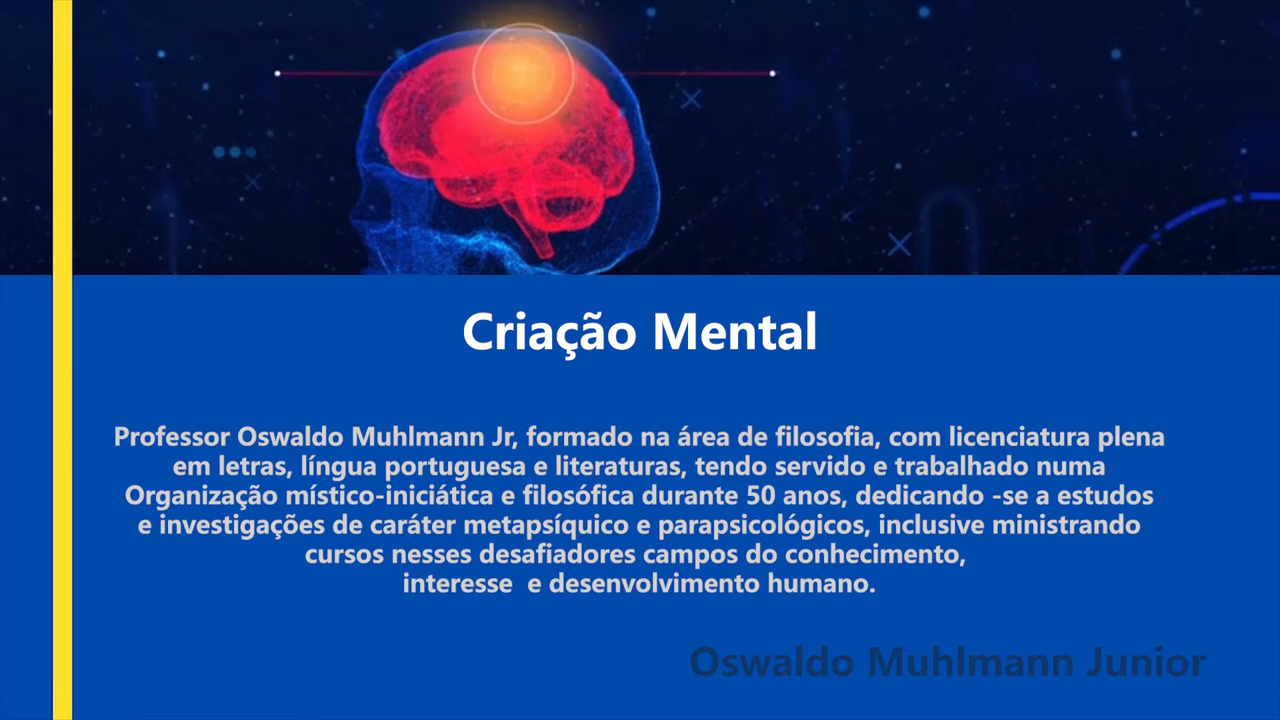 Criação Mental
Professor Oswaldo Muhlmann Jr, formado na área de filosofia, com licenciatura plena
em letras, língua portuguesa e literaturas, tendo servido e trabalhado numa
Organização místico-iniciática e filosófica durante 50 anos, dedicando -se a estudos
e investigações de caráter metapsíquico e parapsicológicos, inclusive ministrando
cursos nesses desafiadores campos do conhecimento,
interesse  e desenvolvimento humano.
Oswaldo Muhlmann Junior